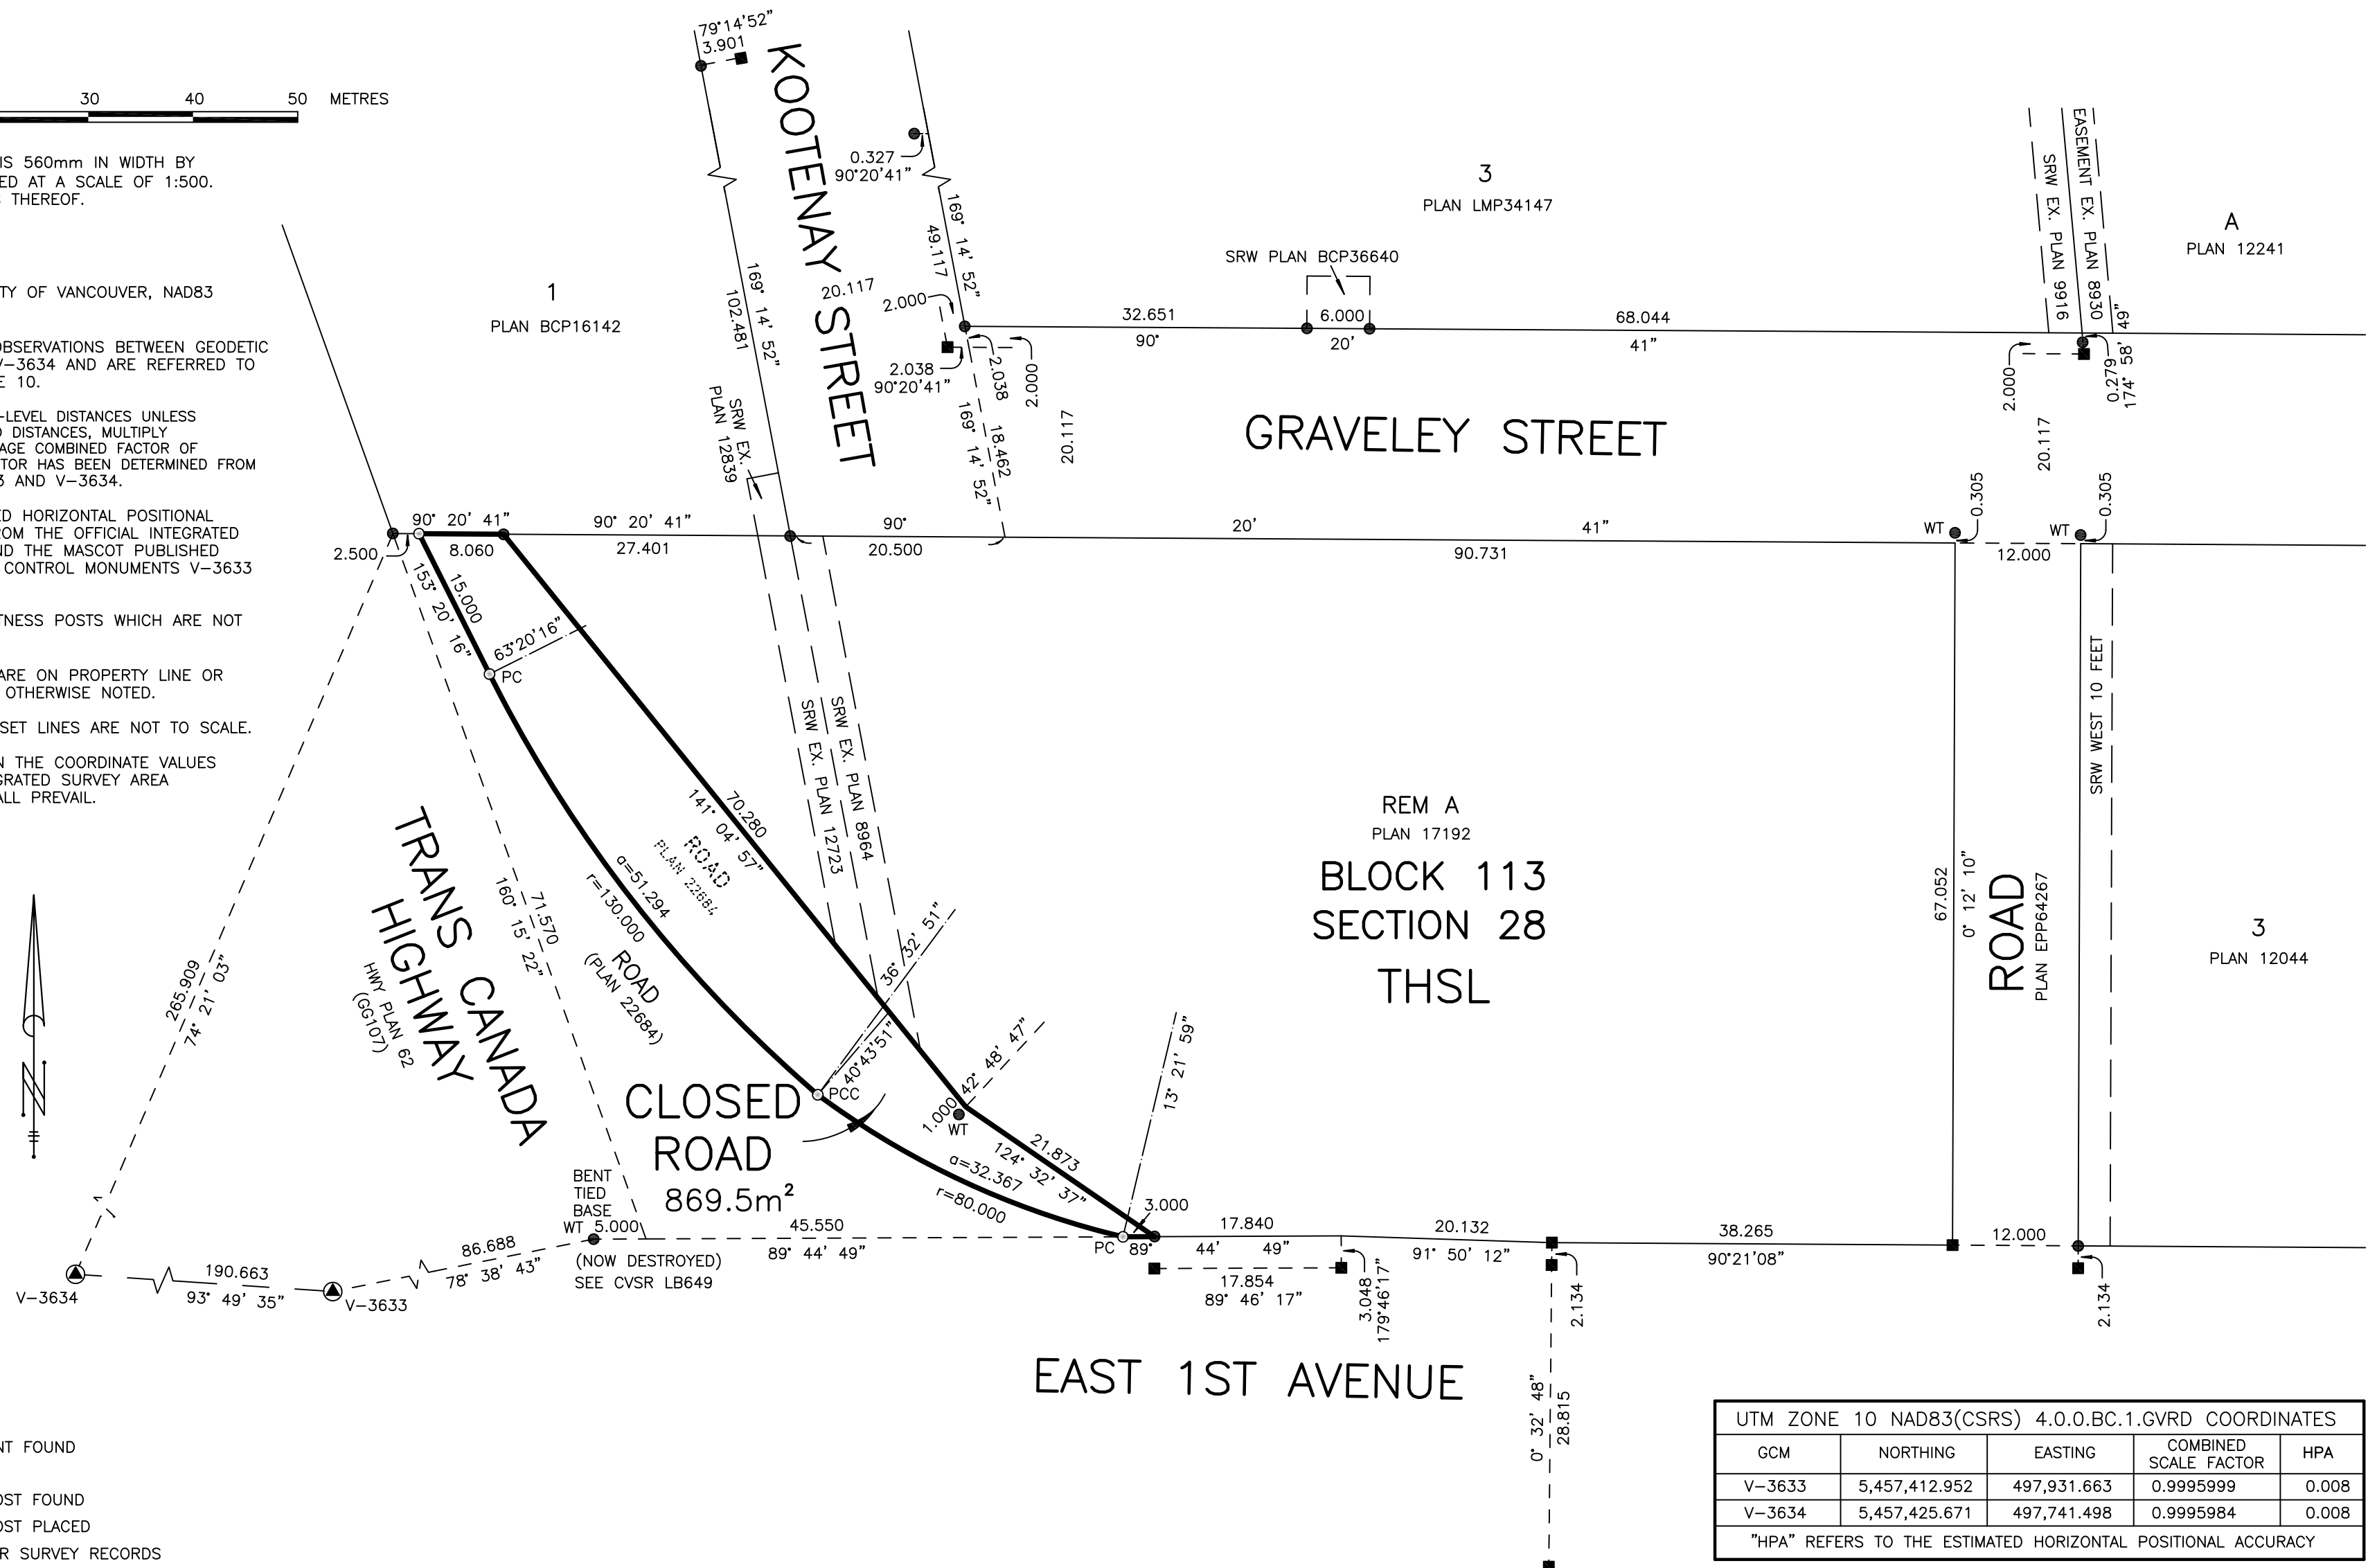 30 40 50 METRES
IS 560mm IN WIDTH BY
ED AT A SCALE OF 1:500.
THEREOF.
TY OF VANCOUVER, NAD83
OBSERVATIONS BETWEEN GEODETIC
V-3634 AND ARE REFERRED TO
E 10.
-LEVEL DISTANCES UNLESS
D DISTANCES, MULTIPLY
AGE COMBINED FACTOR OF
TOR HAS BEEN DETERMINED FROM
3 AND V-3634.
ED HORIZONTAL POSITIONAL
ROM THE OFFICIAL INTEGRATED
ND THE MASCOT PUBLISHED
CONTROL MONUMENTS V-3633
TNESS POSTS WHICH ARE NOT
ARE ON PROPERTY LINE OR
OTHERWISE NOTED.
SET LINES ARE NOT TO SCALE.
N THE COORDINATE VALUES
GRATED SURVEY AREA
ALL PREVAIL.
79°14'52"
3.901
KOOTENAY STREET
0.327
90°20'41"
169° 14' 52"
49.117
169° 14' 52"
102.481
20.117
2.000
2.038
90°20'41"
2.038
2.000
18.462
169° 14' 52"
20.117
1
PLAN BCP16142
SRW EX.
PLAN 12839
3
PLAN LMP34147
SRW PLAN BCP36640
32.651
6.000
68.044
90° 20' 41"
GRAVELEY STREET
SRW EX. PLAN 9916
EASEMENT EX. PLAN 8930
A
PLAN 12241
2.000
0.279
174° 58' 49"
20.117
90° 20' 41"
8.060
2.500
90° 20' 41"
27.401
90° 20' 41"
20.500
90.731
WT
0.305
WT
0.305
12.000
15.000
153° 20' 16"
63°20'16"
PC
SRW EX. PLAN 12723
SRW EX. PLAN 8964
70.280
141° 04' 57"
ROAD
PLAN 22684
a=51.294
r=130.000
ROAD
(PLAN 22684)
71.570
160° 15' 22"
TRANS CANADA
HIGHWAY
HWY PLAN 62
(GG107)
265.909
74° 21' 03"
36° 32' 51"
40°43'51"
PCC
42° 48' 47"
1.000
WT
13° 21' 59"
REM A
PLAN 17192
BLOCK 113
SECTION 28
THSL
67.052
0° 12' 10"
ROAD
PLAN EPP64267
SRW WEST 10 FEET
3
PLAN 12044
CLOSED
ROAD
869.5m²
21.873
124° 32' 37"
a=32.367
r=80.000
3.000
BENT
TIED
BASE
WT 5.000
45.550
89° 44' 49"
(NOW DESTROYED)
SEE CVSR LB649
PC
89° 44' 49"
17.840
20.132
91° 50' 12"
38.265
90°21'08"
12.000
17.854
89° 46' 17"
3.048
179°46'17"
2.134
2.134
86.688
78° 38' 43"
190.663
93° 49' 35"
V-3634
V-3633
EAST 1ST AVENUE
0° 32' 48"
28.815
NT FOUND
OST FOUND
OST PLACED
R SURVEY RECORDS
UTM ZONE 10 NAD83(CSRS) 4.0.0.BC.1.GVRD COORDINATES
GCM NORTHING EASTING COMBINED SCALE FACTOR HPA
V-3633 5,457,412.952 497,931.663 0.9995999 0.008
V-3634 5,457,425.671 497,741.498 0.9995984 0.008
"HPA" REFERS TO THE ESTIMATED HORIZONTAL POSITIONAL ACCURACY